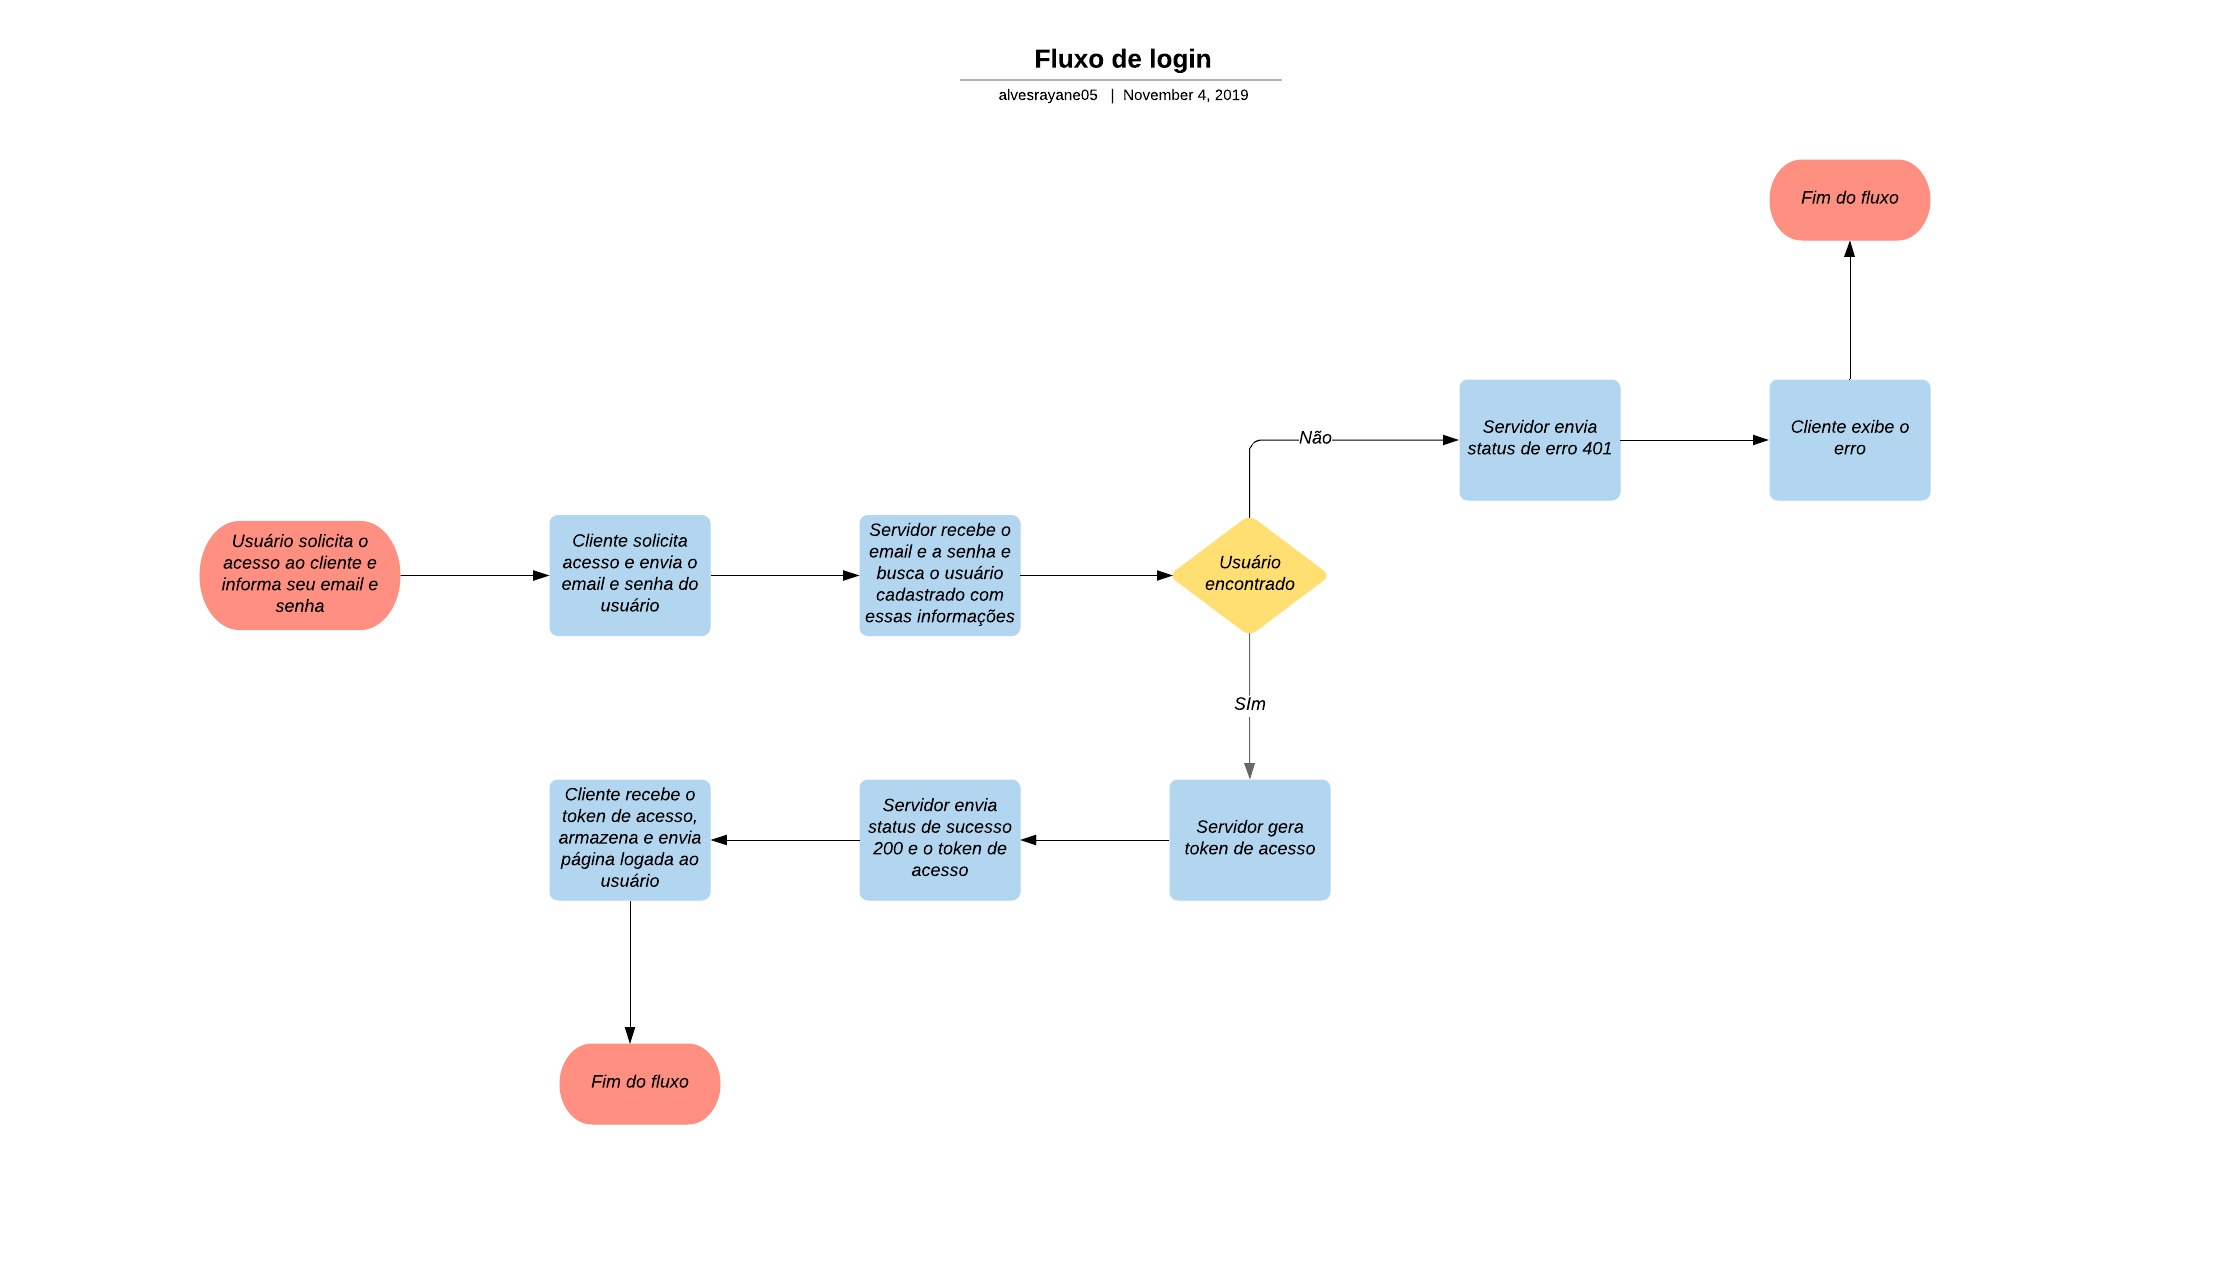 Fluxo de login
alvesrayane05 | November 4, 2019
Fim do fluxo
Não
Servidor envia
status de erro 401
Cliente exibe o
erro
Usuário solicita o
acesso ao cliente e
informa seu email e
senha
Cliente solicita
acesso e envia o
email e senha do
usuário
Servidor recebe o
email e a senha e
busca o usuário
cadastrado com
essas informações
Usuário
encontrado
SIm
Cliente recebe o
token de acesso,
armazena e envia
página logada ao
usuário
Servidor envia
status de sucesso
200 e o token de
acesso
Servidor gera
token de acesso
Fim do fluxo